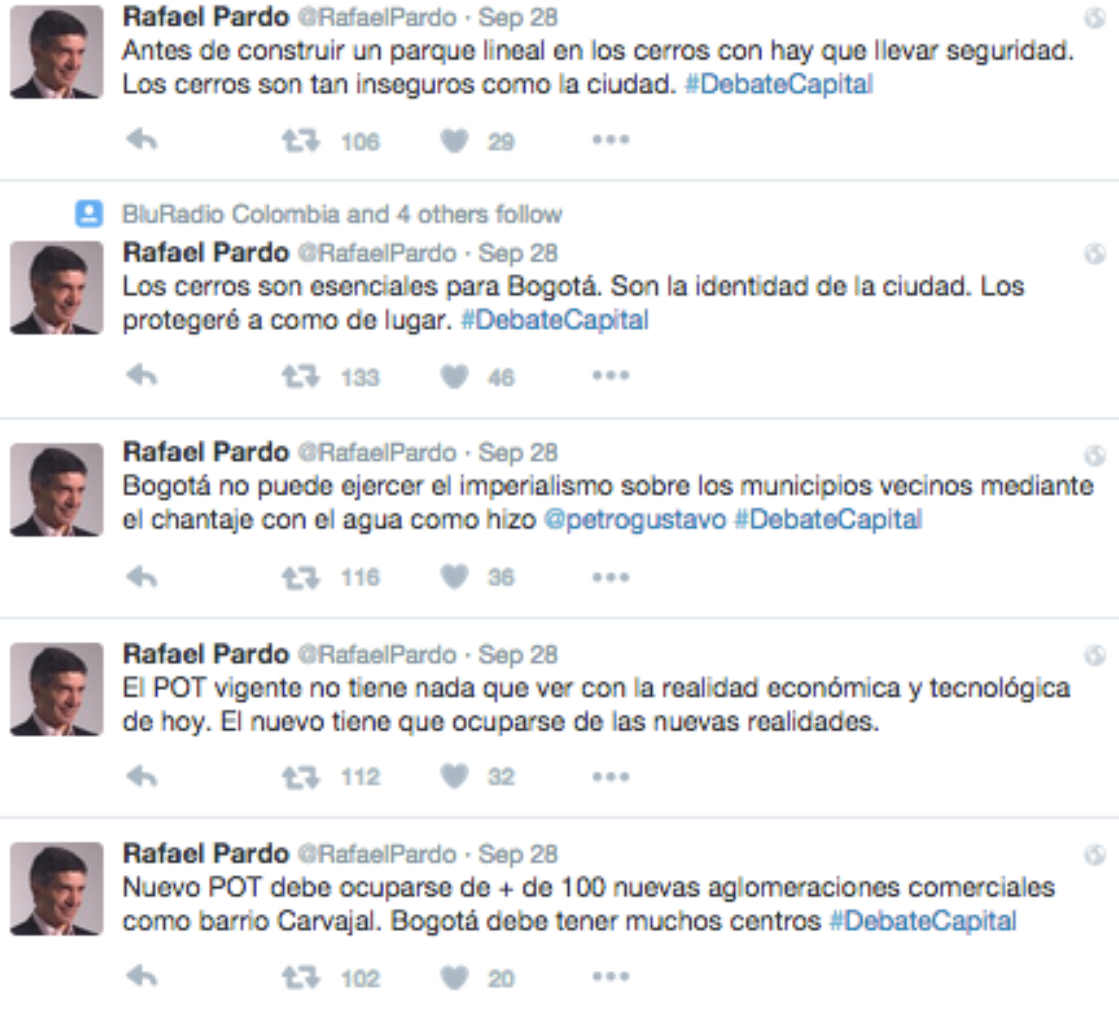 Rafael Pardo @RafaelPardo · Sep 28
Antes de construir un parque lineal en los cerros con hay que llevar seguridad.
Los cerros son tan inseguros como la ciudad. #DebateCapital
106 29
BluRadio Colombia and 4 others follow
Rafael Pardo @RafaelPardo · Sep 28
Los cerros son esenciales para Bogotá. Son la identidad de la ciudad. Los
protegeré a como de lugar. #DebateCapital
133 46
Rafael Pardo @RafaelPardo · Sep 28
Bogotá no puede ejercer el imperialismo sobre los municipios vecinos mediante
el chantaje con el agua como hizo @petrogustavo #DebateCapital
116 36
Rafael Pardo @RafaelPardo · Sep 28
El POT vigente no tiene nada que ver con la realidad económica y tecnológica
de hoy. El nuevo tiene que ocuparse de las nuevas realidades.
112 32
Rafael Pardo @RafaelPardo · Sep 28
Nuevo POT debe ocuparse de + de 100 nuevas aglomeraciones comerciales
como barrio Carvajal. Bogotá debe tener muchos centros #DebateCapital
102 20